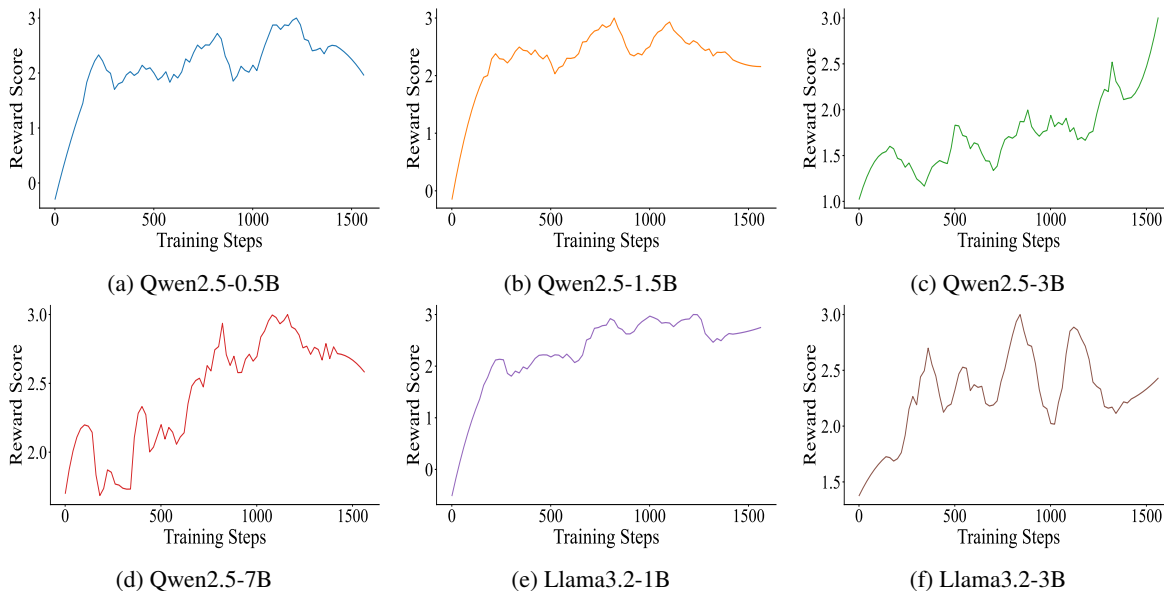 Reward Score
3
2
1
0
0
500
1000
1500
Training Steps
(a) Qwen2.5-0.5B
Reward Score
3
2
1
0
0
500
1000
1500
Training Steps
(b) Qwen2.5-1.5B
Reward Score
3.0
2.5
2.0
1.5
1.0
0
500
1000
1500
Training Steps
(c) Qwen2.5-3B
Reward Score
3.0
2.5
2.0
0
500
1000
1500
Training Steps
(d) Qwen2.5-7B
Reward Score
3
2
1
0
0
500
1000
1500
Training Steps
(e) Llama3.2-1B
Reward Score
3.0
2.5
2.0
1.5
0
500
1000
1500
Training Steps
(f) Llama3.2-3B